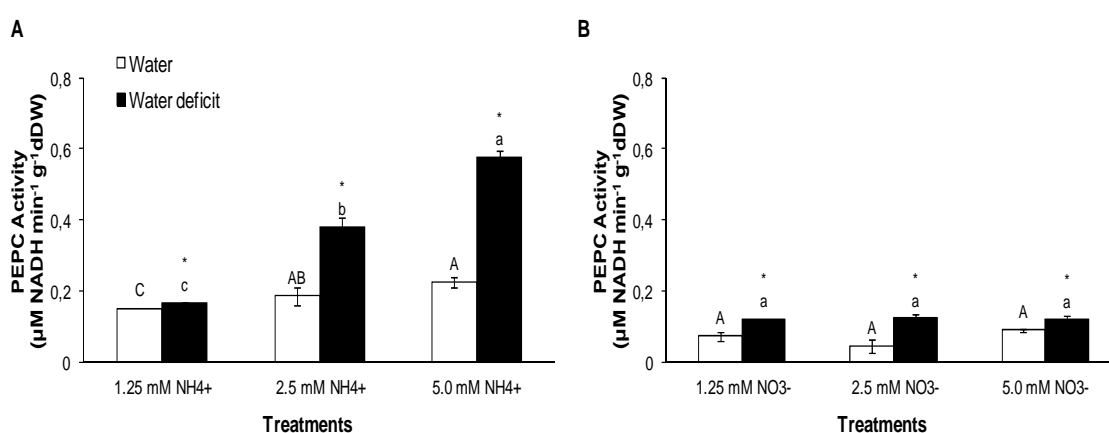 A
PEPC Activity
(µM NADH min⁻¹ g⁻¹dDW)
Water
Water deficit
0,8
0,6
0,4
0,2
0
C
*
c
AB
*
b
A
*
a
1.25 mM NH4+
2.5 mM NH4+
5.0 mM NH4+
Treatments
B
PEPC Activity
(µM NADH min⁻¹ g⁻¹dDW)
0,8
0,6
0,4
0,2
0
A
*
a
A
*
a
A
*
a
1.25 mM NO3-
2.5 mM NO3-
5.0 mM NO3-
Treatments